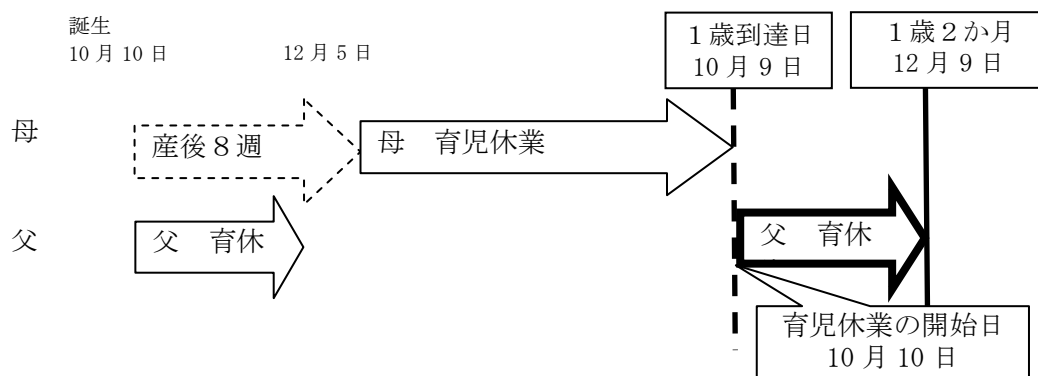 誕生
10月10日
12月5日
1歳到達日
10月9日
1歳2か月
12月9日
母
産後8週
母　育児休業
父
父　育休
父　育休
育児休業の開始日
10月10日